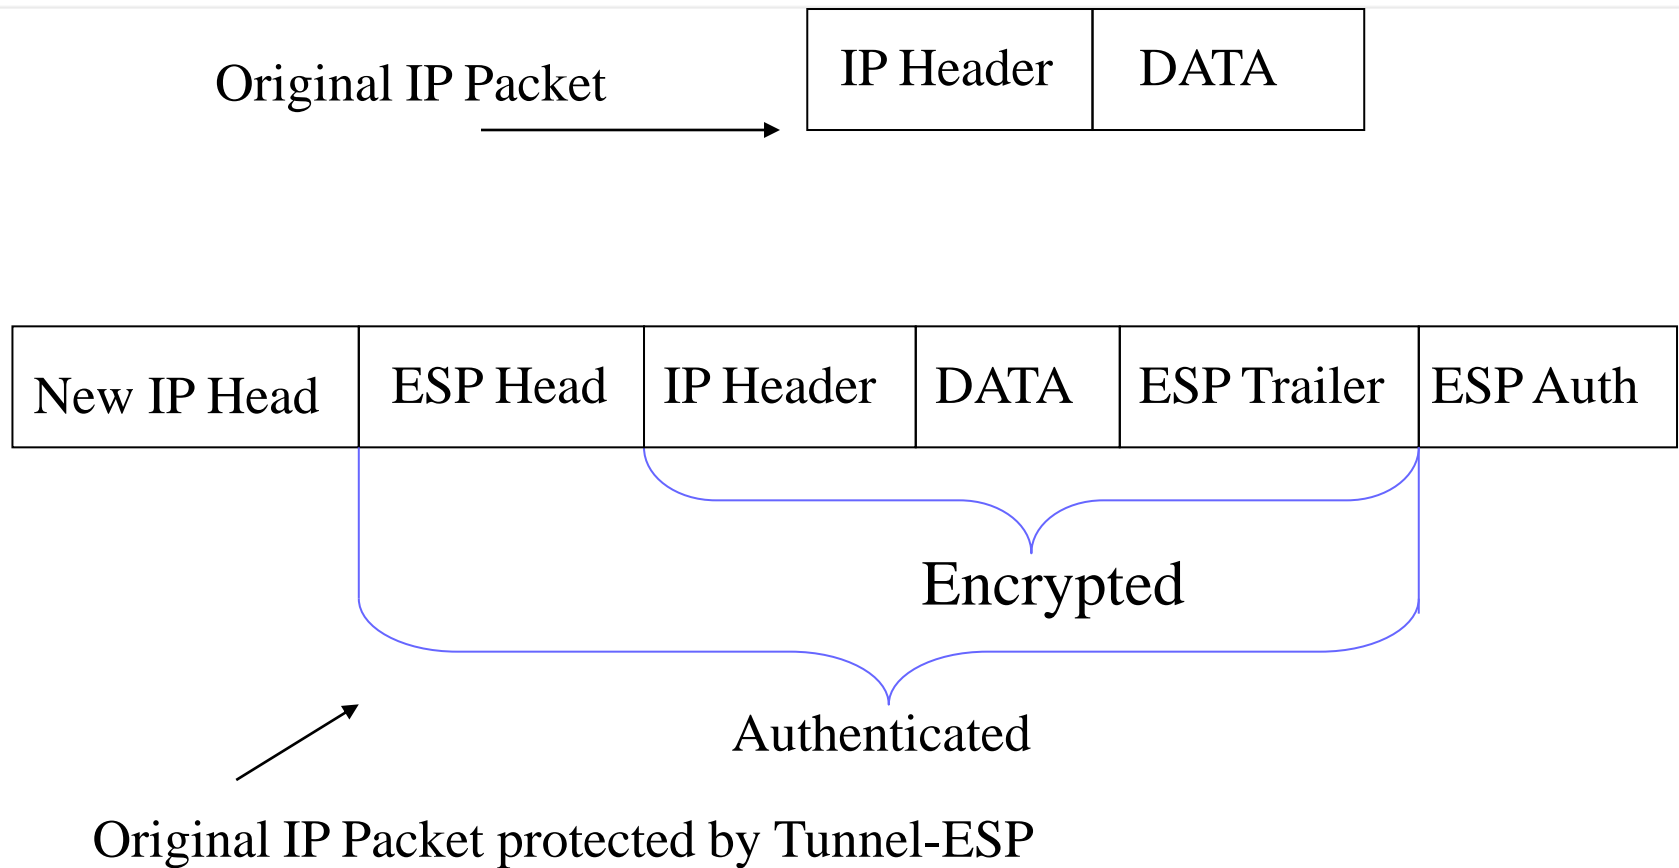 Original IP Packet
IP Header DATA
New IP Head ESP Head IP Header DATA ESP Trailer ESP Auth
Encrypted
Authenticated
Original IP Packet protected by Tunnel-ESP